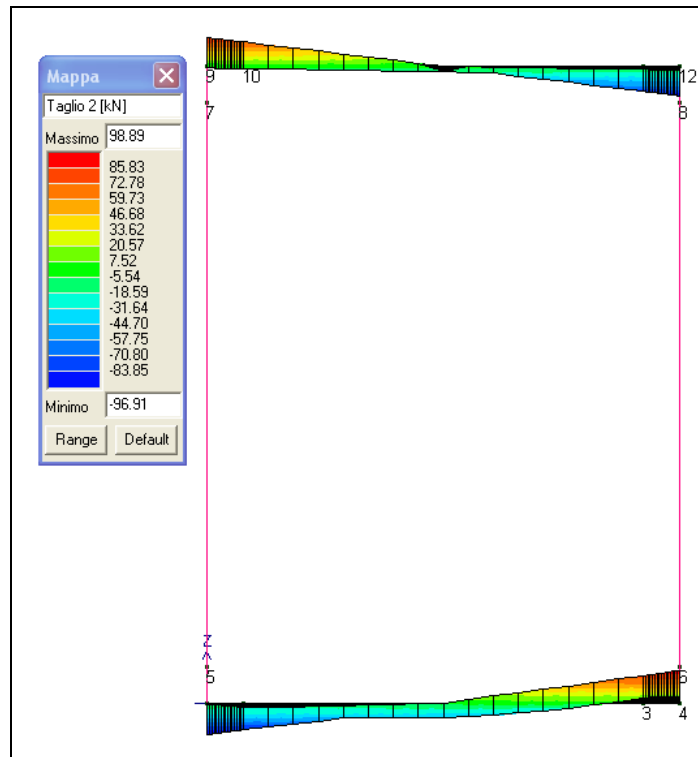 Mappa
Taglio 2 [kN]
Massimo 98.89
85.83
72.78
59.73
46.68
33.62
20.57
7.52
-5.54
-18.59
-31.64
-44.70
-57.75
-70.80
-83.85
Minimo -96.91
Range Default
9 10 12
7 8
Z
5 6
3 4